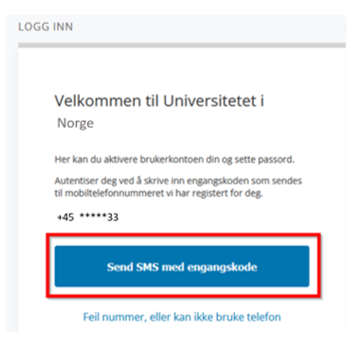 LOGG INN
Velkommen til Universitetet i
Norge
Her kan du aktivere brukerkontoen din og sette passord.
Autentiser deg ved å skrive inn engangskoden som sendes
til mobiltelefonnummeret vi har registert for deg.
+45 *****33
Send SMS med engangskode
Feil nummer, eller kan ikke bruke telefon